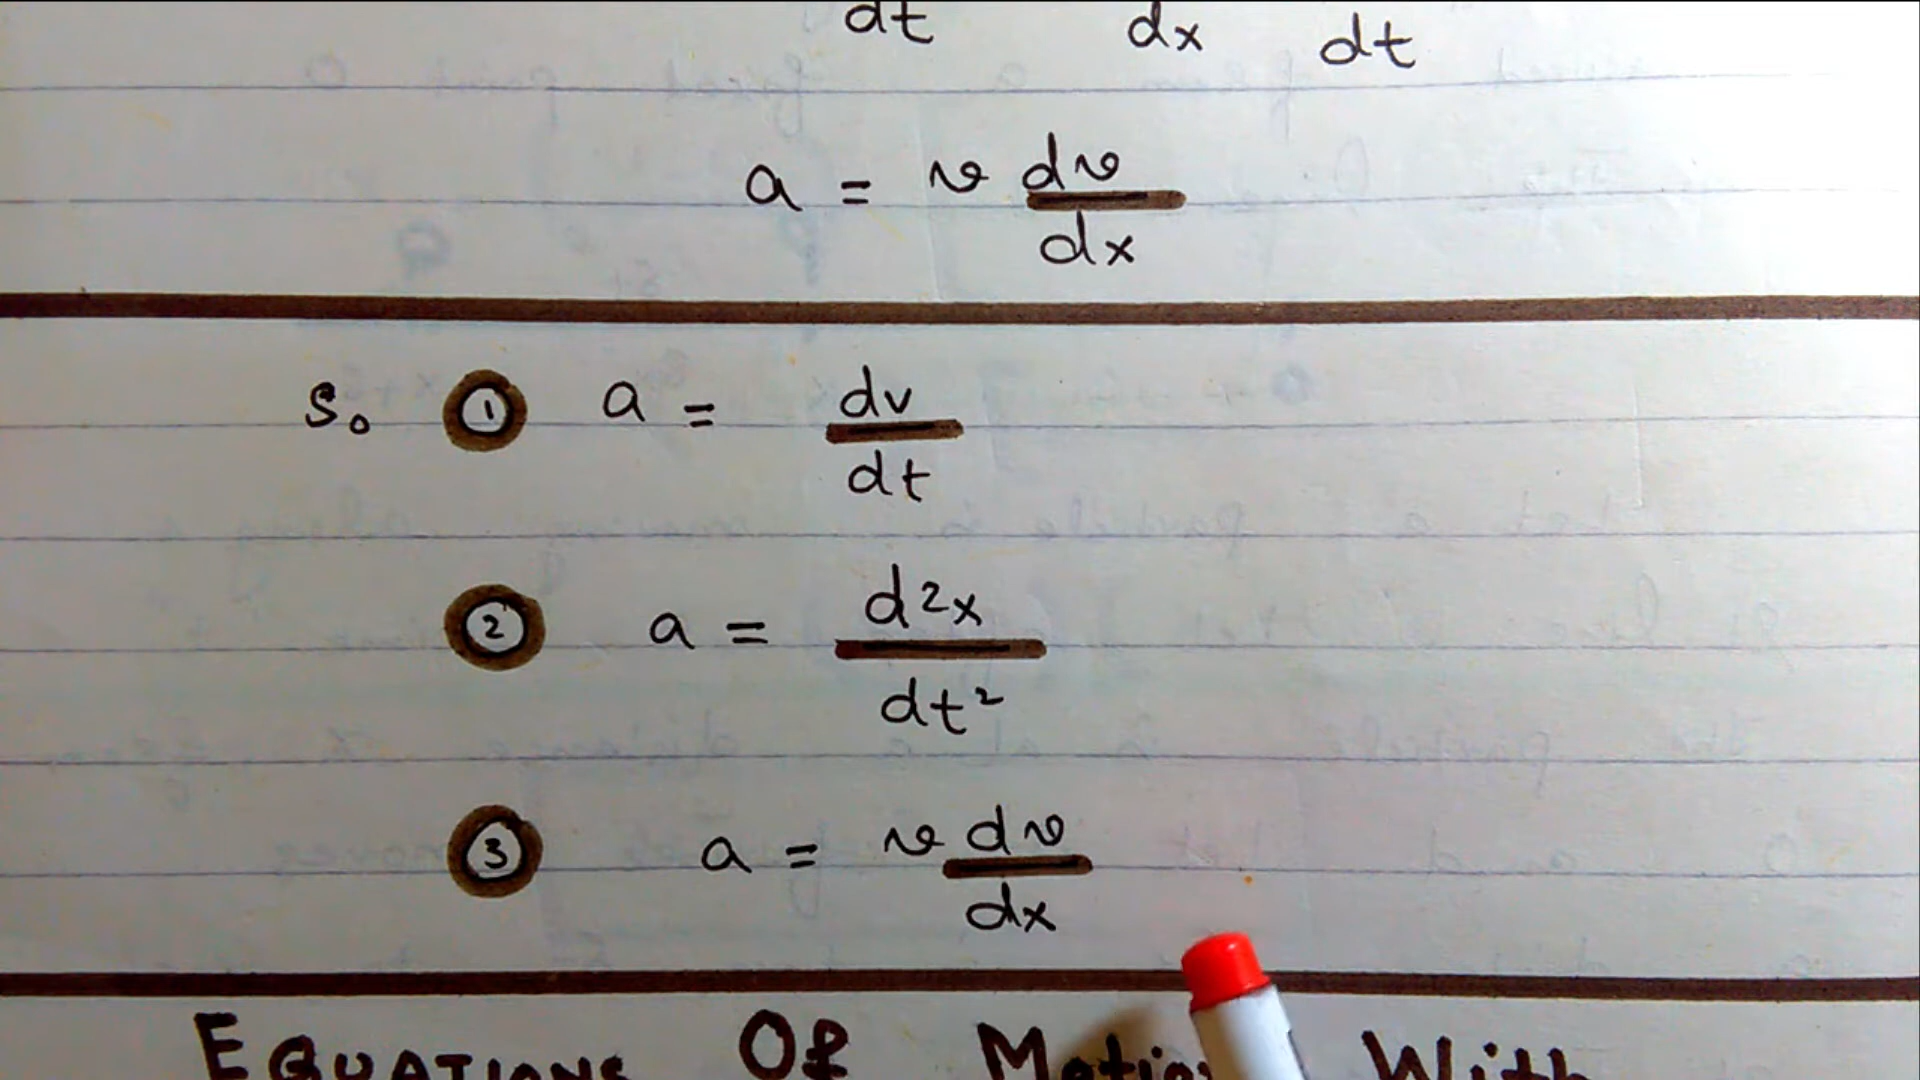 dt dx dt
a = v dv/dx
So ① a = dv/dt
② a = d²x/dt²
③ a = v dv/dx
EQUATIONS OF Motion With